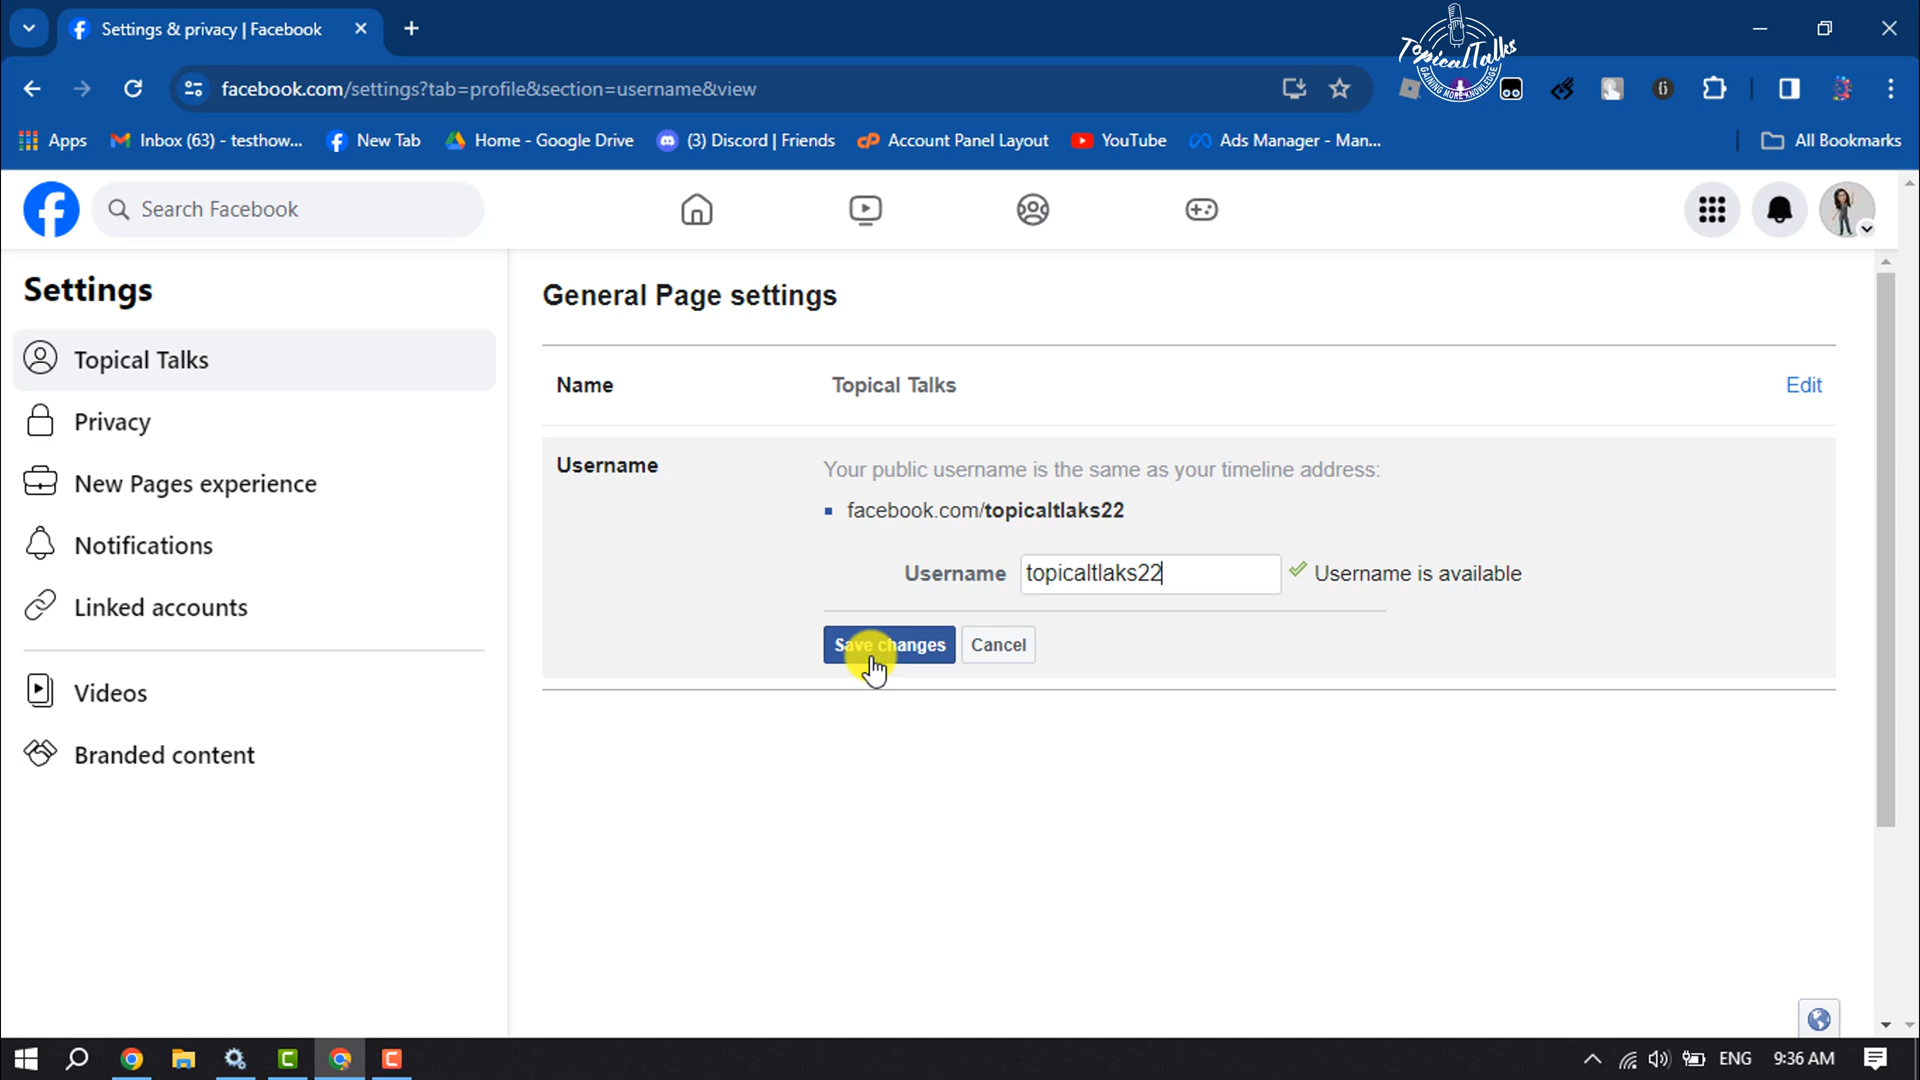 Settings & privacy | Facebook
TopicalTalks
GAINING MORE KNOWLEDGE
facebook.com/settings?tab=profile&section=username&view
Apps
Inbox (63) - testhow...
New Tab
Home - Google Drive
(3) Discord | Friends
Account Panel Layout
YouTube
Ads Manager - Man...
All Bookmarks
Search Facebook
Settings
Topical Talks
Privacy
New Pages experience
Notifications
Linked accounts
Videos
Branded content
General Page settings
Name Topical Talks Edit
Username Your public username is the same as your timeline address:
facebook.com/topicaltlaks22
Username topicaltlaks22 Username is available
Save changes Cancel
ENG 9:36 AM